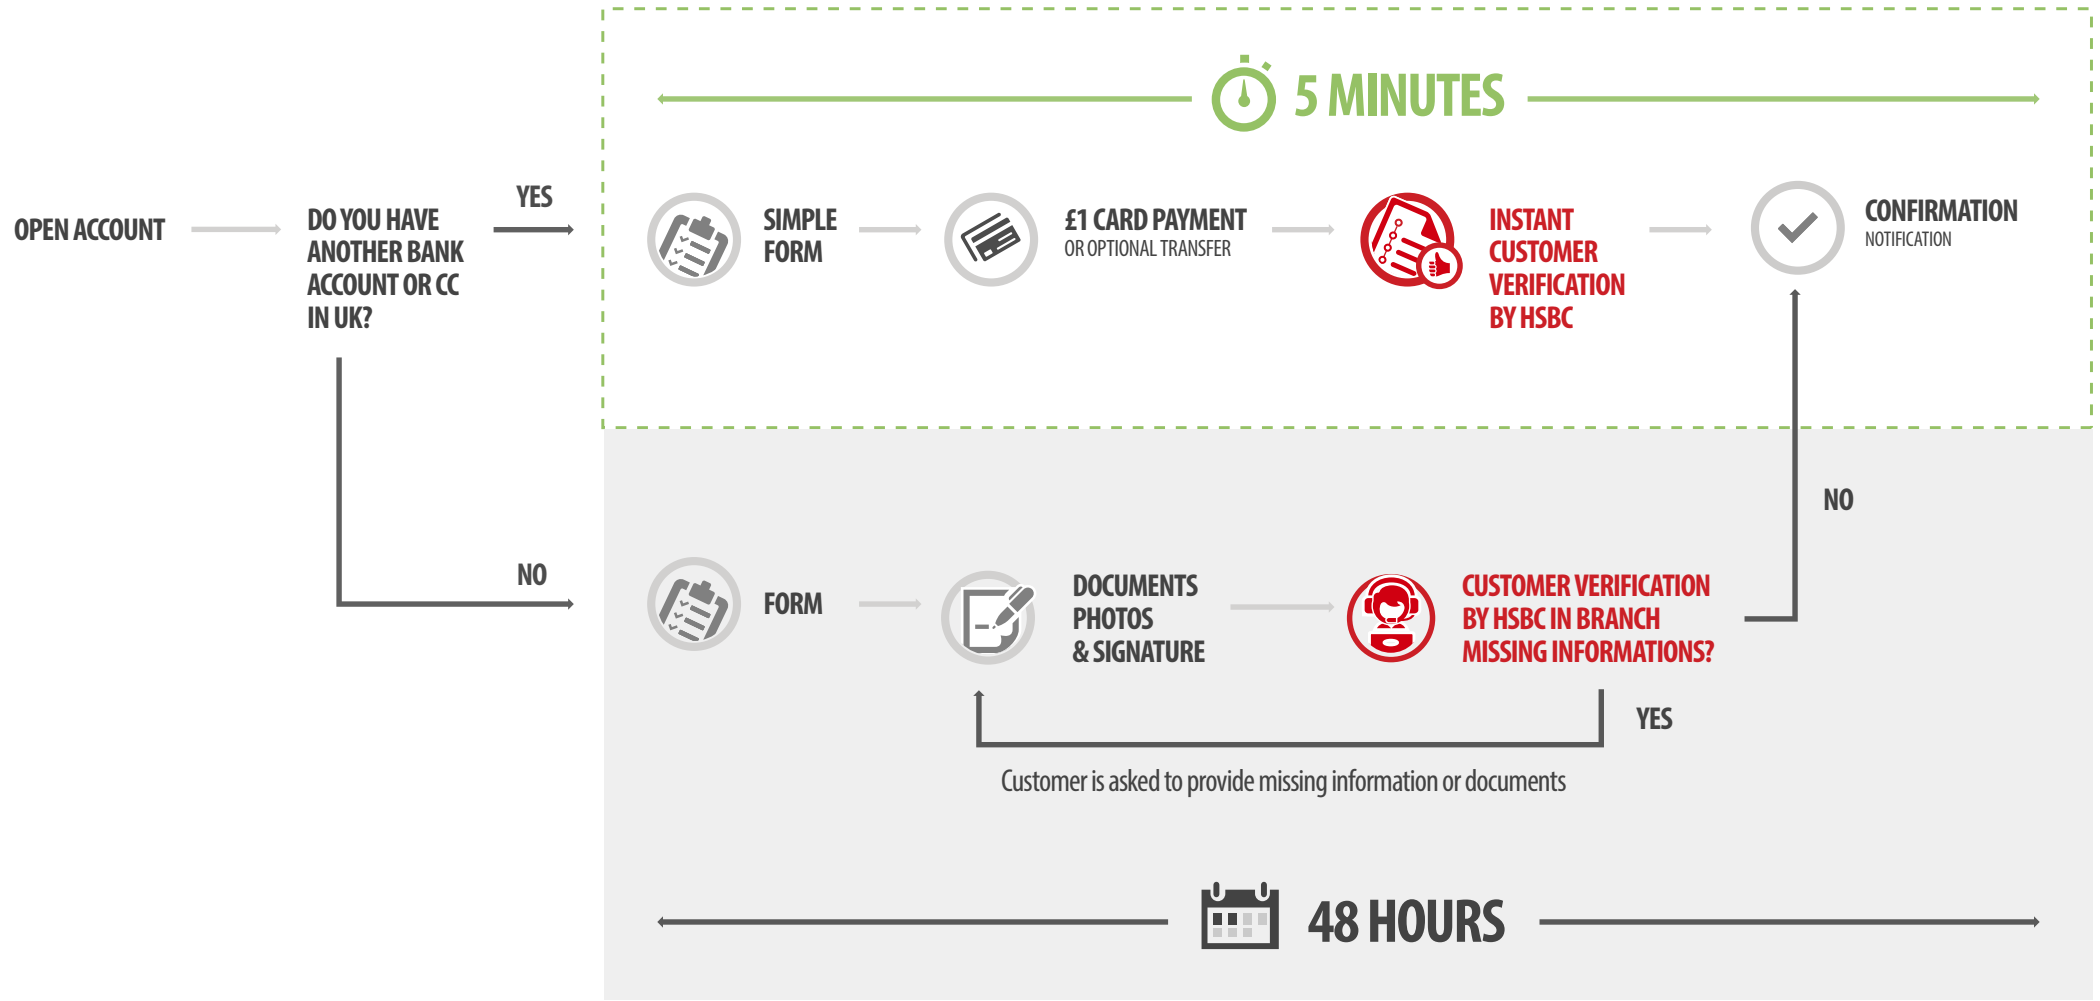 5 MINUTES
OPEN ACCOUNT
DO YOU HAVE
ANOTHER BANK
ACCOUNT OR CC
IN UK?
YES
SIMPLE
FORM
£1 CARD PAYMENT
OR OPTIONAL TRANSFER
INSTANT
CUSTOMER
VERIFICATION
BY HSBC
CONFIRMATION
NOTIFICATION
NO
NO
FORM
DOCUMENTS
PHOTOS
& SIGNATURE
CUSTOMER VERIFICATION
BY HSBC IN BRANCH
MISSING INFORMATIONS?
YES
Customer is asked to provide missing information or documents
48 HOURS